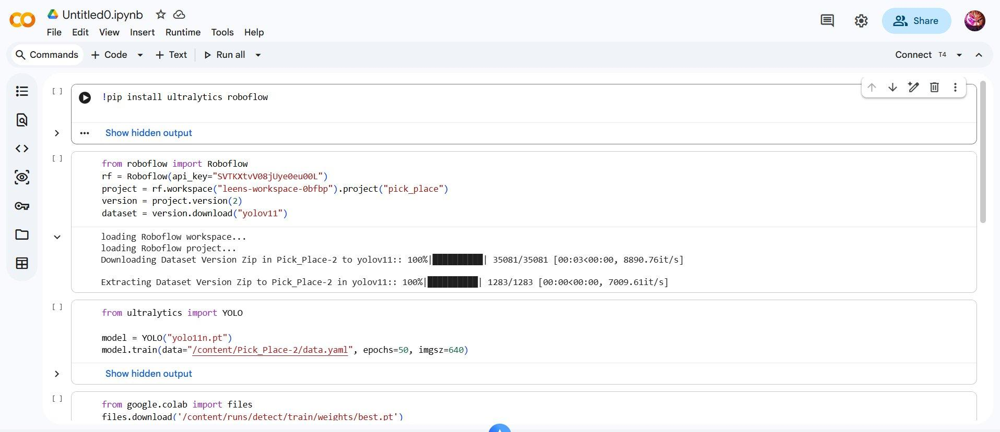 Untitled0.ipynb
File Edit View Insert Runtime Tools Help
Share
Commands + Code + Text Run all
Connect T4
[ ] !pip install ultralytics roboflow
Show hidden output
[ ] from roboflow import Roboflow
rf = Roboflow(api_key="SVTKXtvV08jUye0eu00L")
project = rf.workspace("leens-workspace-0bfbp").project("pick_place")
version = project.version(2)
dataset = version.download("yolov11")
loading Roboflow workspace...
loading Roboflow project...
Downloading Dataset Version Zip in Pick_Place-2 to yolov11:: 100%|██████████| 35081/35081 [00:03<00:00, 8890.76it/s]
Extracting Dataset Version Zip to Pick_Place-2 in yolov11:: 100%|██████████| 1283/1283 [00:00<00:00, 7009.61it/s]
[ ] from ultralytics import YOLO
model = YOLO("yolo11n.pt")
model.train(data="/content/Pick_Place-2/data.yaml", epochs=50, imgsz=640)
Show hidden output
[ ] from google.colab import files
files.download('/content/runs/detect/train/weights/best.pt')